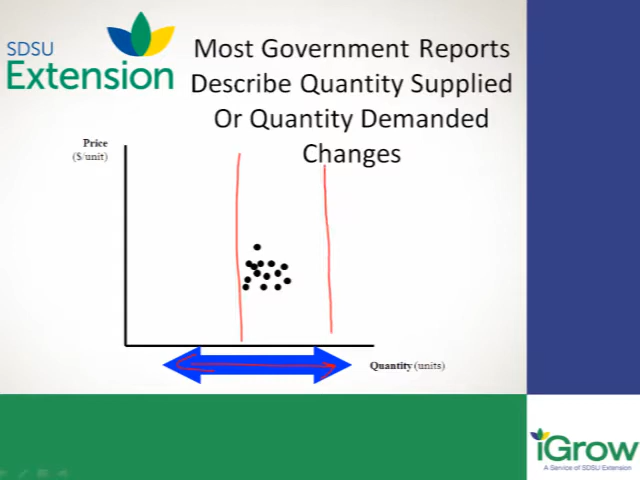 SDSU
Extension
Most Government Reports
Describe Quantity Supplied
Or Quantity Demanded
Changes
Price
($/unit)
Quantity (units)
iGrow
A Service of SDSU Extension